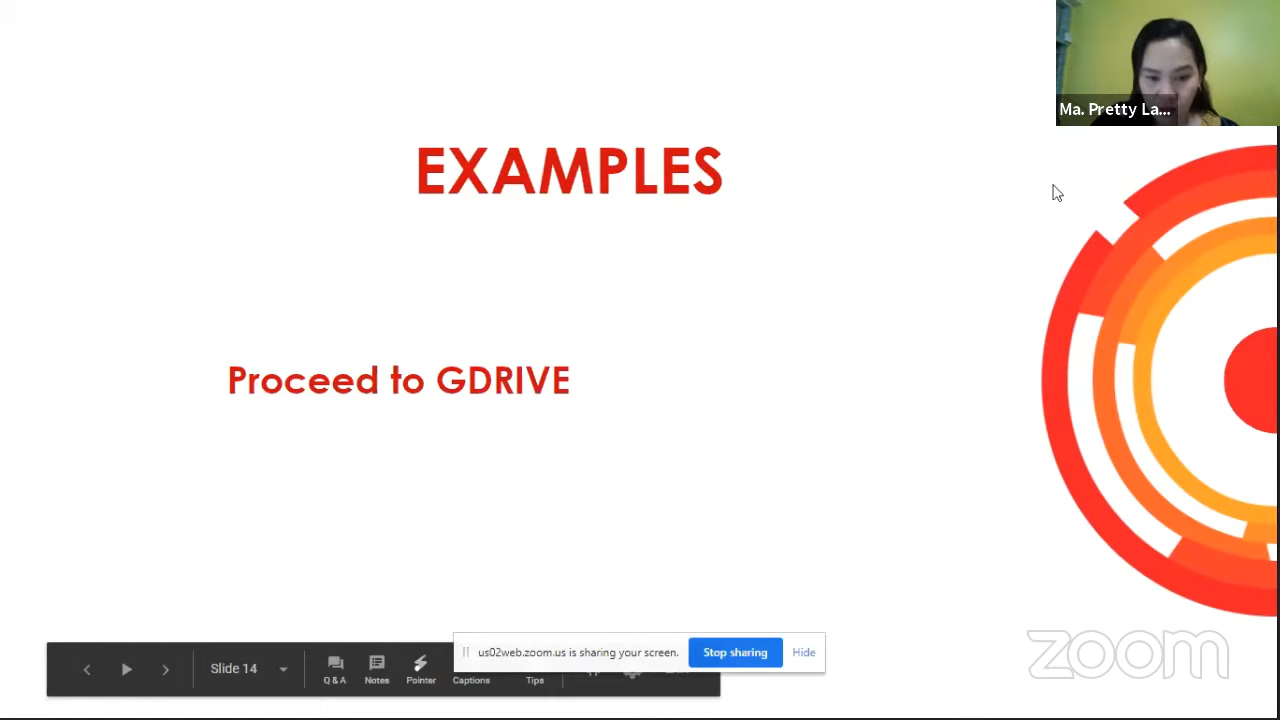 Ma. Pretty La...
EXAMPLES
Proceed to GDRIVE
zoom
us02web.zoom.us is sharing your screen. Stop sharing Hide
Slide 14
Q & A Notes Pointer Captions Tips